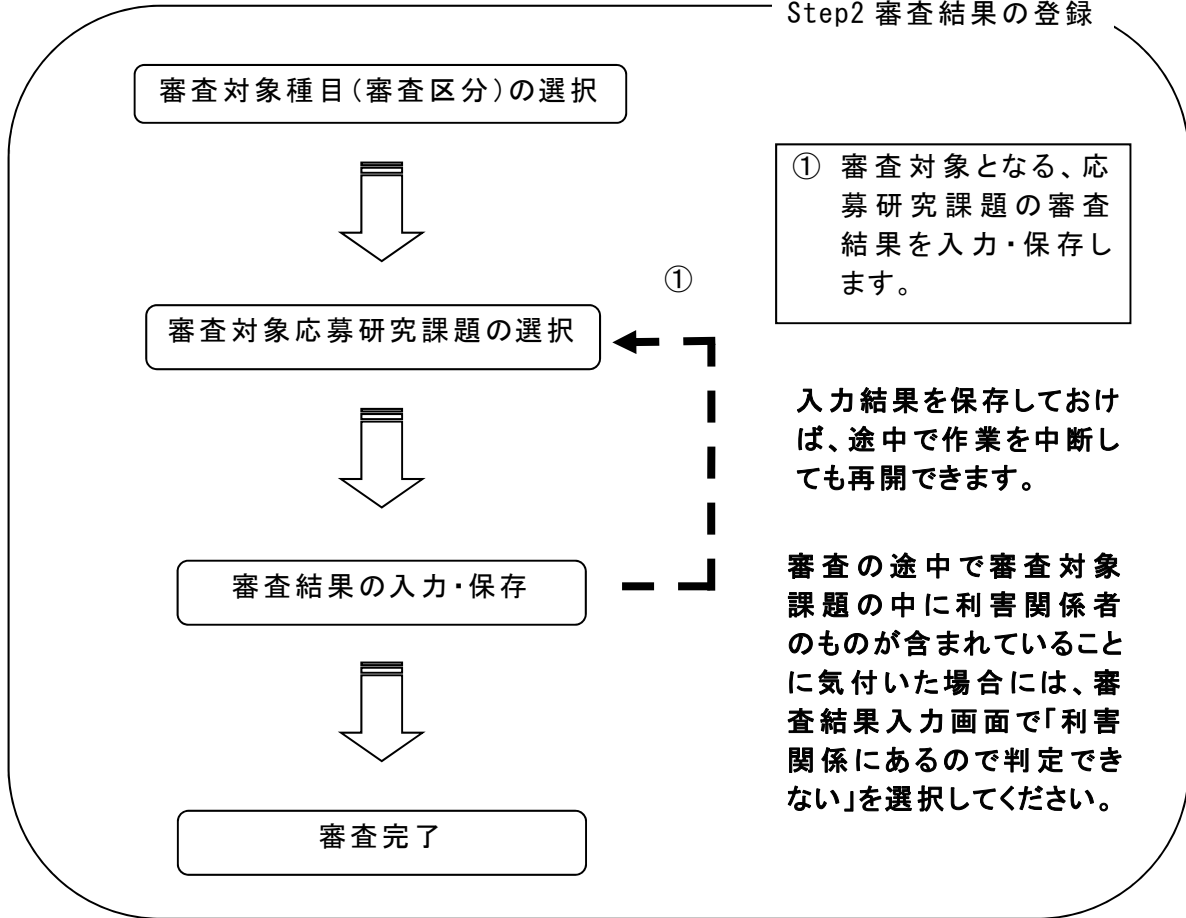 Step2 審査結果の登録
審査対象種目(審査区分)の選択
① 審査対象となる、応
募研究課題の審査
結果を入力・保存し
ます。
①
審査対象応募研究課題の選択
入力結果を保存しておけ
ば、途中で作業を中断し
ても再開できます。
審査結果の入力・保存
審査の途中で審査対象
課題の中に利害関係者
のものが含まれていること
に気付いた場合には、審
査結果入力画面で「利害
関係にあるので判定でき
ない」を選択してください。
審査完了